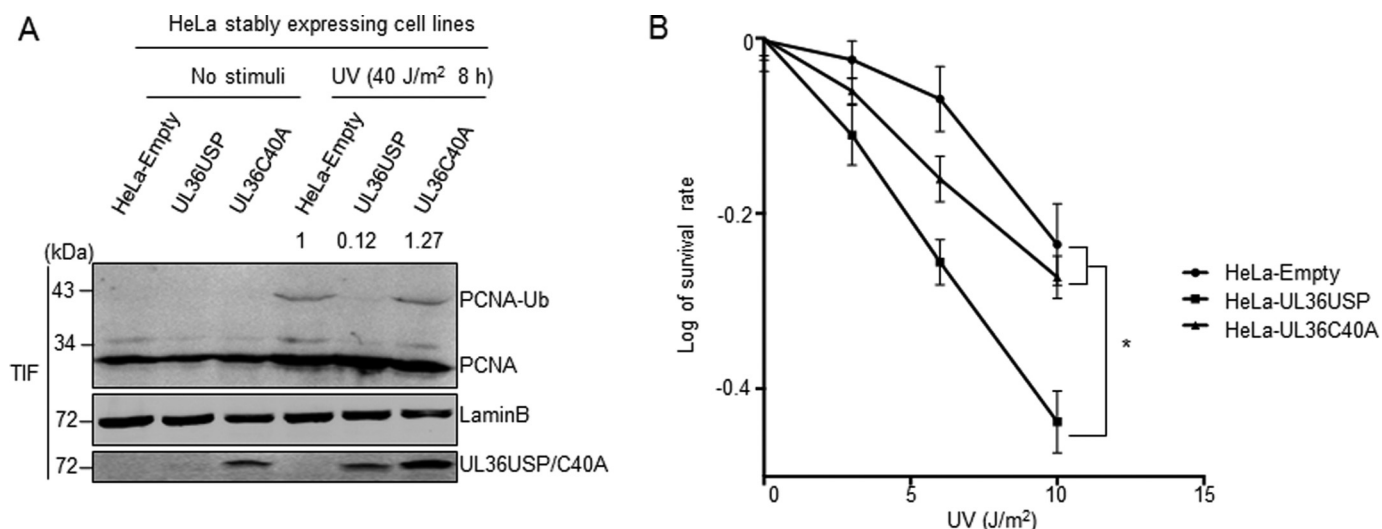 A
HeLa stably expressing cell lines
No stimuli
UV (40 J/m² 8 h)
HeLa-Empty
UL36USP
UL36C40A
HeLa-Empty
UL36USP
UL36C40A
1 0.12 1.27
(kDa)
43
PCNA-Ub
34
PCNA
TIF
72
LaminB
72
UL36USP/C40A
B
0
-0.2
-0.4
Log of survival rate
0 5 10 15
UV (J/m²)
*
HeLa-Empty
HeLa-UL36USP
HeLa-UL36C40A